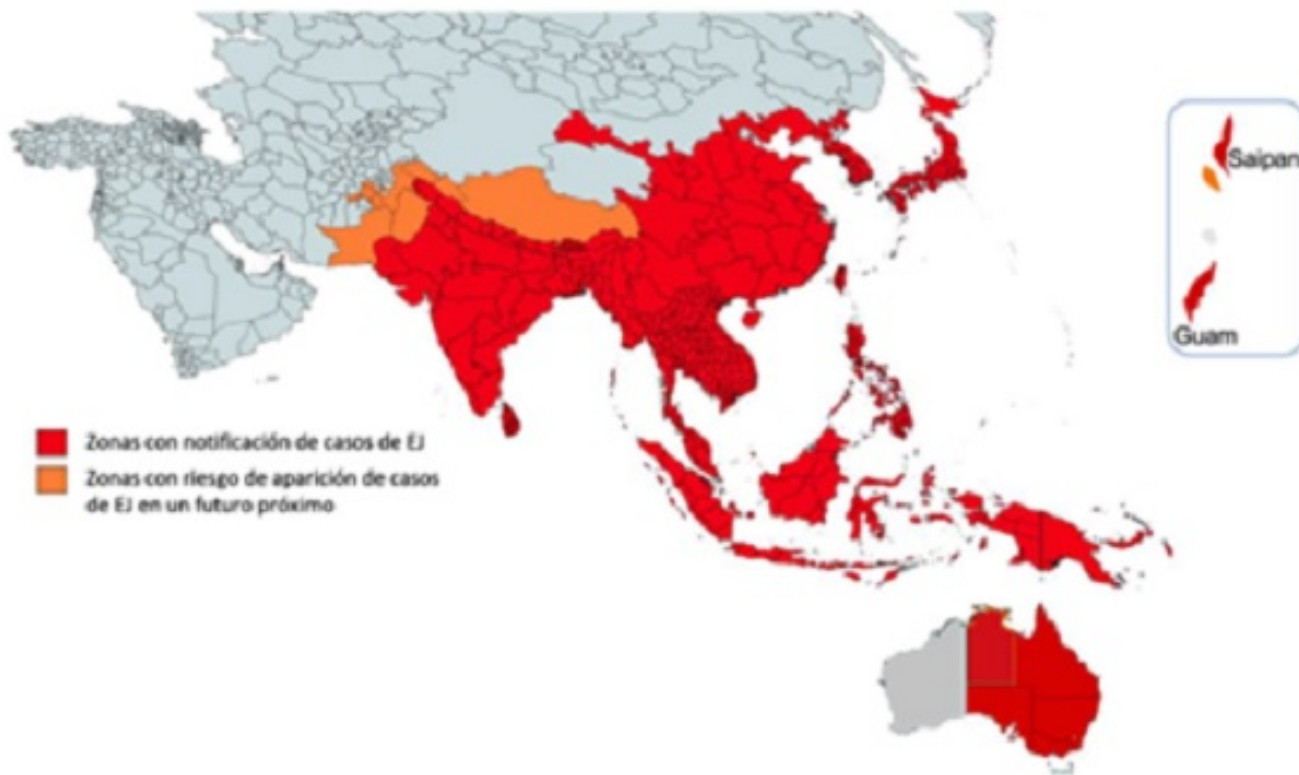 Saipan
Guam
Zonas con notificación de casos de EJ
Zonas con riesgo de aparición de casos
de EJ en un futuro próximo